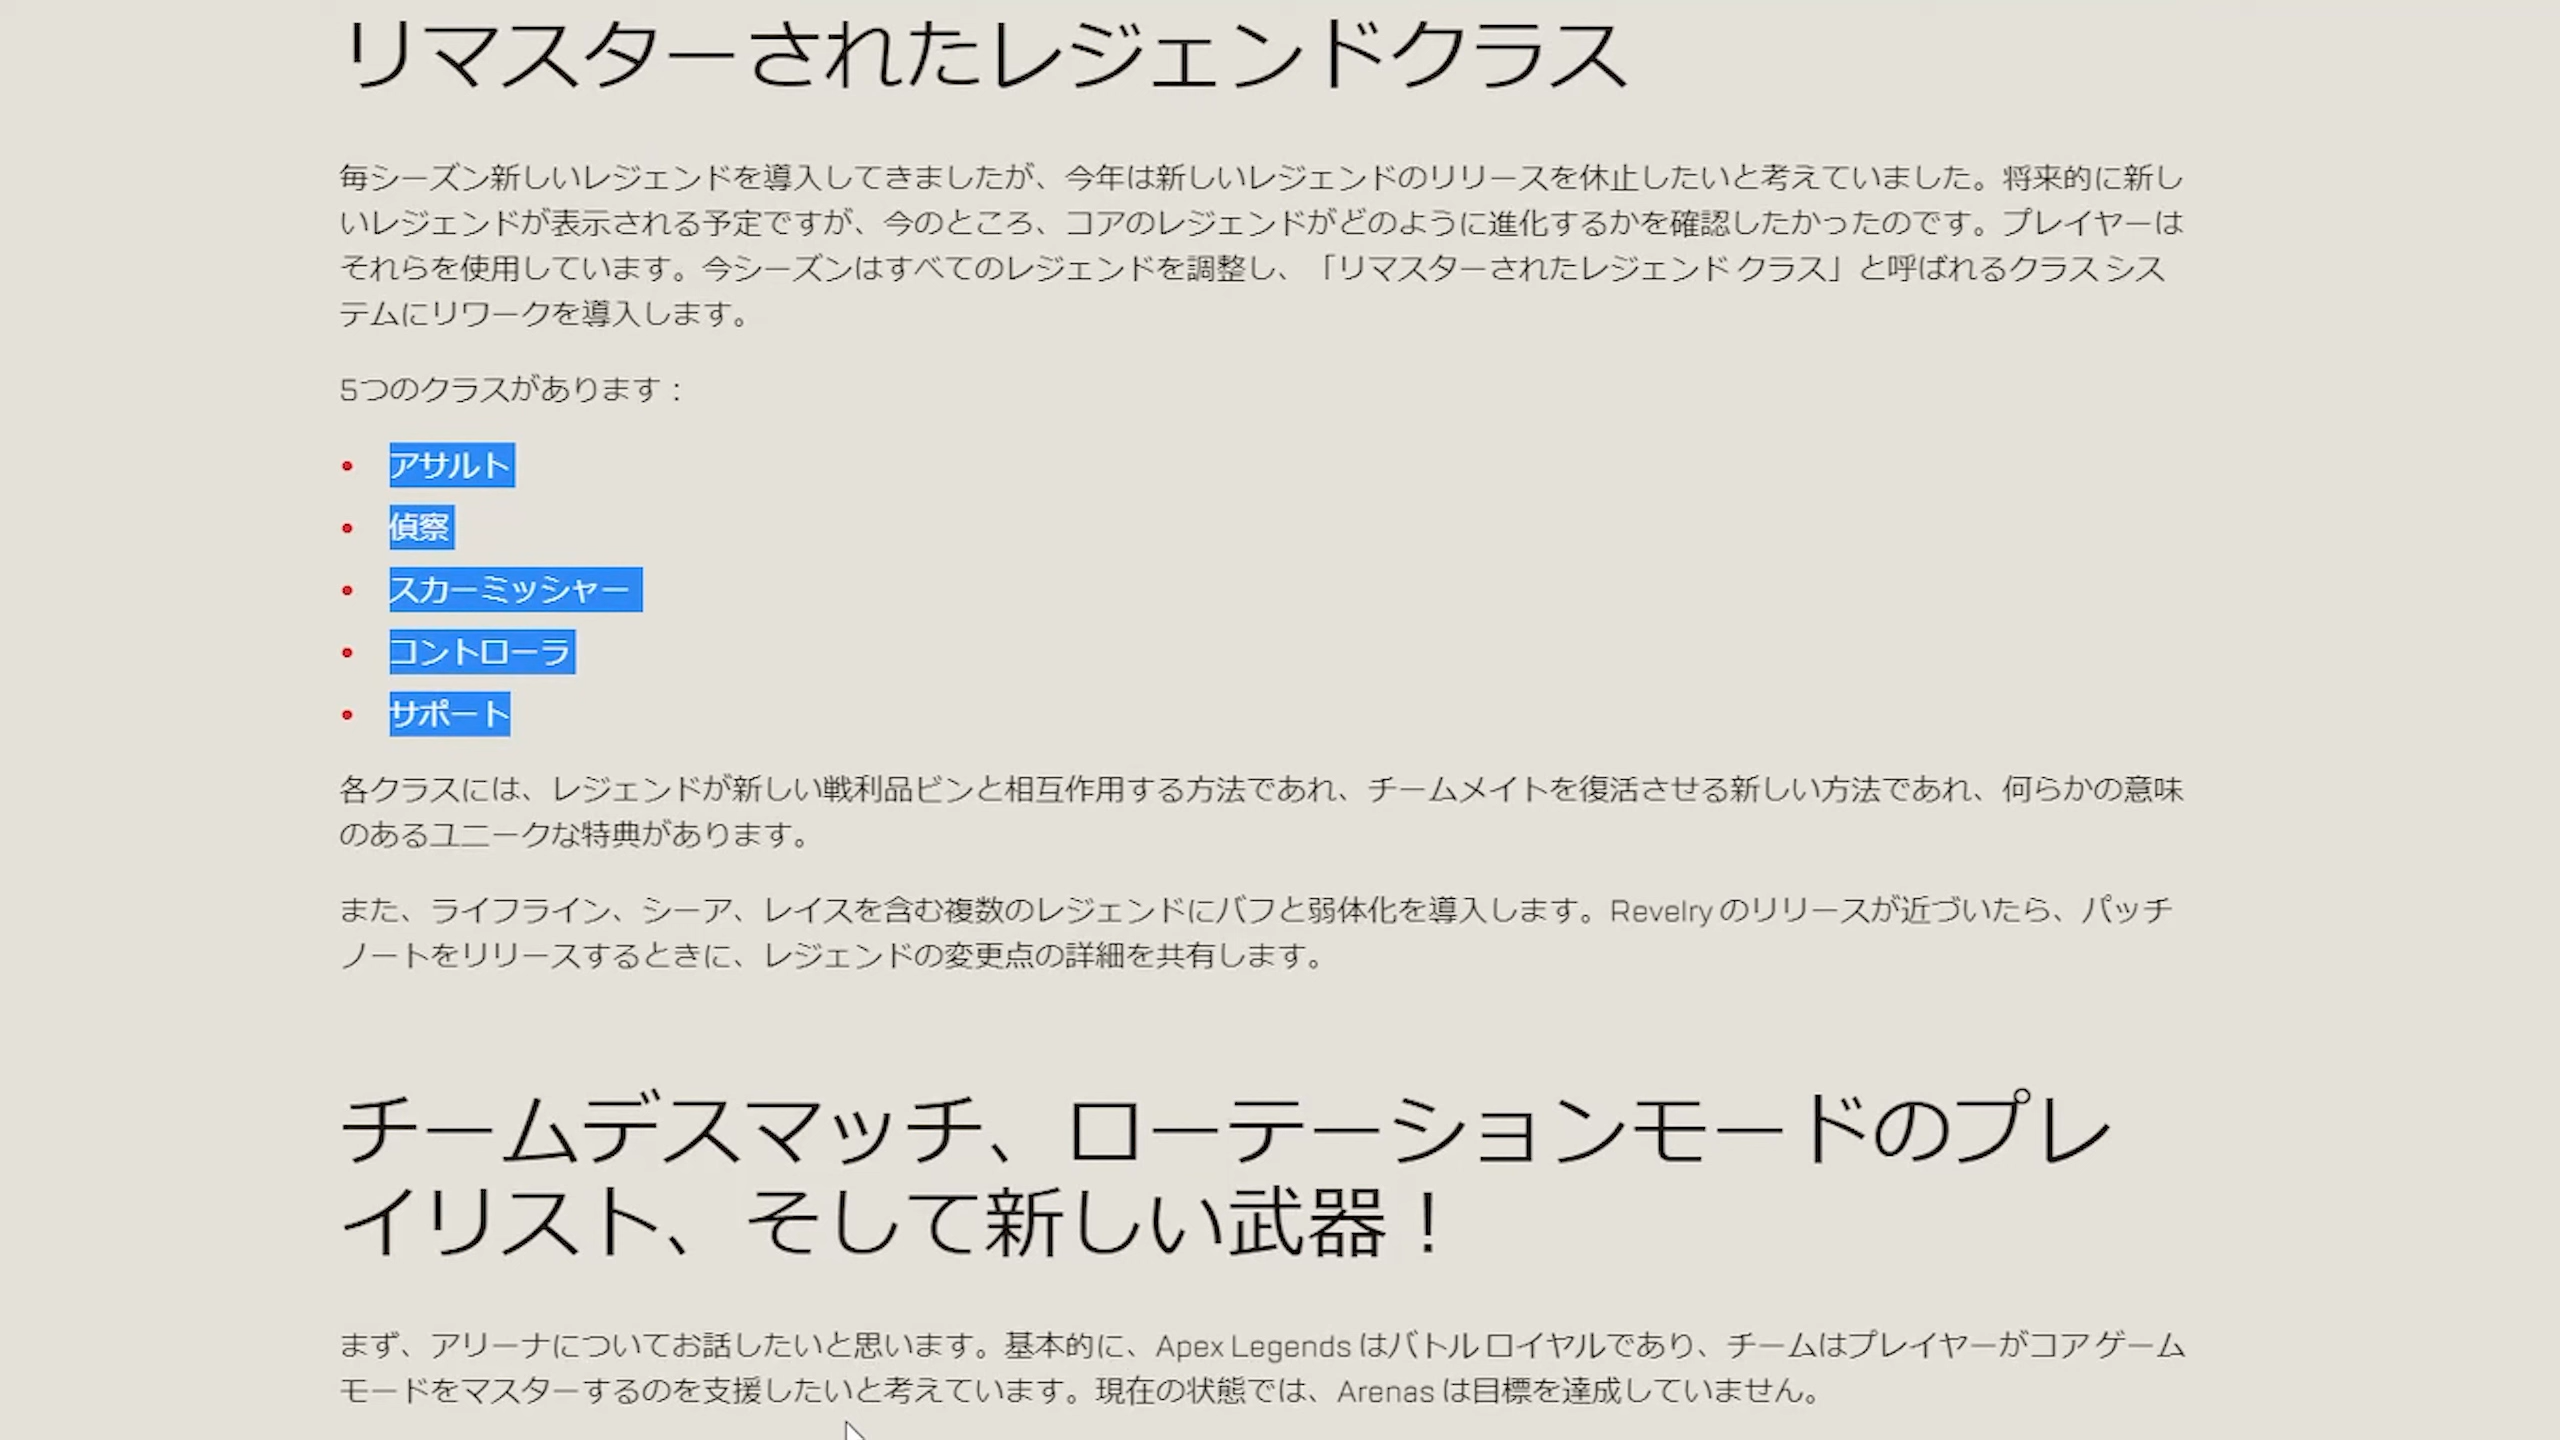 リマスターされたレジェンドクラス
毎シーズン新しいレジェンドを導入してきましたが、今年は新しいレジェンドのリリースを休止したいと考えていました。将来的に新し
いレジェンドが表示される予定ですが、今のところ、コアのレジェンドがどのように進化するかを確認したかったのです。プレイヤーは
それらを使用しています。今シーズンはすべてのレジェンドを調整し、「リマスターされたレジェンド クラス」と呼ばれるクラス シス
テムにリワークを導入します。
5つのクラスがあります：
• アサルト
• 偵察
• スカーミッシャー
• コントローラ
• サポート
各クラスには、レジェンドが新しい戦利品ビンと相互作用する方法であれ、チームメイトを復活させる新しい方法であれ、何らかの意味
のあるユニークな特典があります。
また、ライフライン、シーア、レイスを含む複数のレジェンドにバフと弱体化を導入します。Revelry のリリースが近づいたら、パッチ
ノートをリリースするときに、レジェンドの変更点の詳細を共有します。
チームデスマッチ、ローテーションモードのプレ
イリスト、そして新しい武器！
まず、アリーナについてお話したいと思います。基本的に、Apex Legends はバトル ロイヤルであり、チームはプレイヤーがコア ゲーム
モードをマスターするのを支援したいと考えています。現在の状態では、Arenas は目標を達成していません。